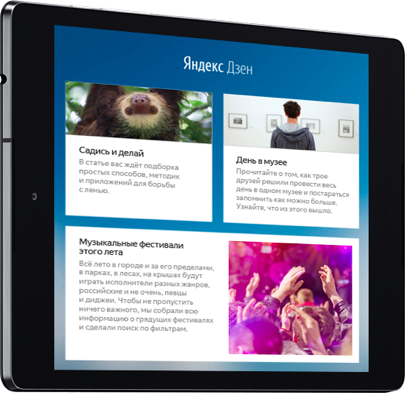 Яндекс Дзен
Садись и делай
В статье вас ждёт подборка
простых способов, методик
и приложений для борьбы
с ленью.
День в музее
Прочитайте о том, как трое
друзей решили провести весь
день в одном музее и постараться
запомнить как можно больше.
Узнайте, что из этого вышло.
Музыкальные фестивали
этого лета
Всё лето в городе и за его пределами,
в парках, в лесах, на крышах будут
играть исполнители разных жанров,
российские и не очень, певцы
и диджеи. Чтобы не пропустить
ничего важного, мы собрали всю
информацию о грядущих фестивалях
и сделали поиск по фильтрам.